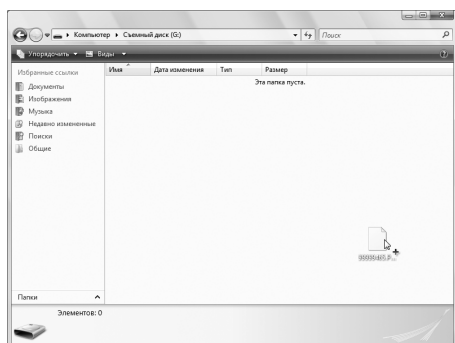 Компьютер ▸ Съемный диск (G:)
Поиск
Упорядочить
Виды
Избранные ссылки
Имя
Дата изменения
Тип
Размер
Эта папка пуста.
Документы
Изображения
Музыка
Недавно измененные
Поиски
Общие
Папки
Элементов: 0